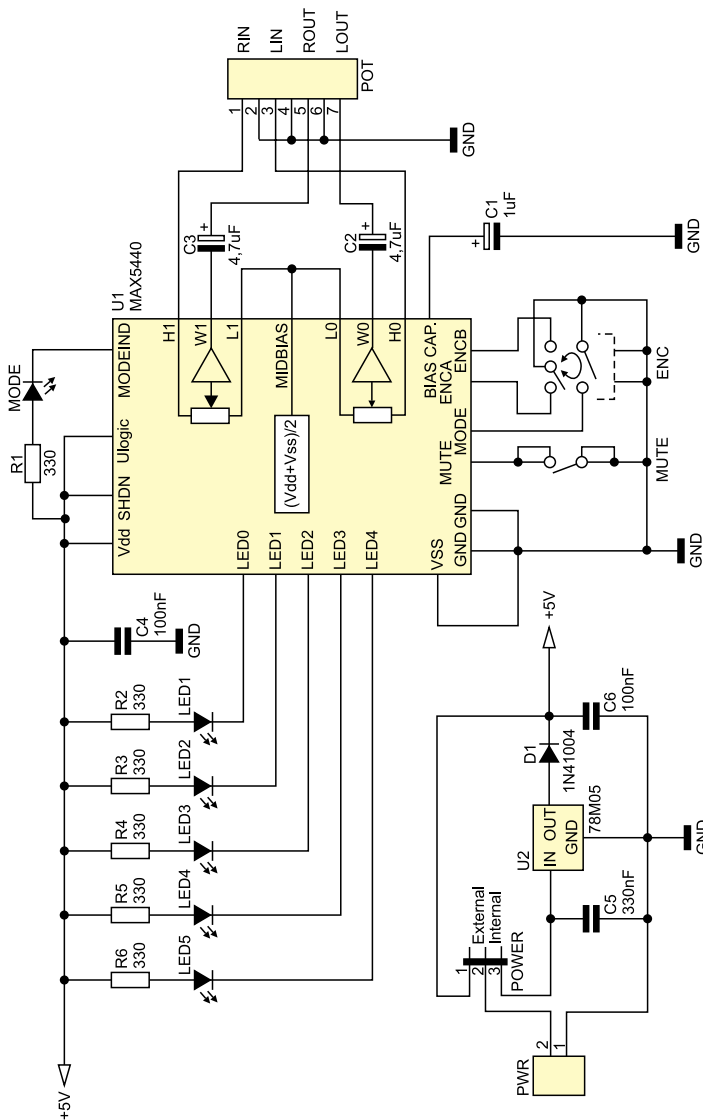 RIN
LIN
ROUT
LOUT
1
2
3
4
5
6
7
POT
GND
C3
4,7uF
+
C2
4,7uF
+
C1
1uF
+
GND
U1
MAX5440
MODE
R1
330
H1
W1
L1
MIDBIAS
(Vdd+Vss)/2
L0
W0
H0
MODEIND
Ulogic
SHDN
Vdd
BIAS CAP.
ENCB
ENCA
MODE
MUTE
GND
GND
VSS
LED0
LED1
LED2
LED3
LED4
ENC
MUTE
GND
C4
100nF
GND
R2
330
LED1
R3
330
LED2
R4
330
LED3
R5
330
LED4
R6
330
LED5
+5V
+5V
D1
1N41004
C6
100nF
U2
IN
OUT
GND
78M05
C5
330nF
GND
External
Internal
1
2
3
POWER
PWR
2
1